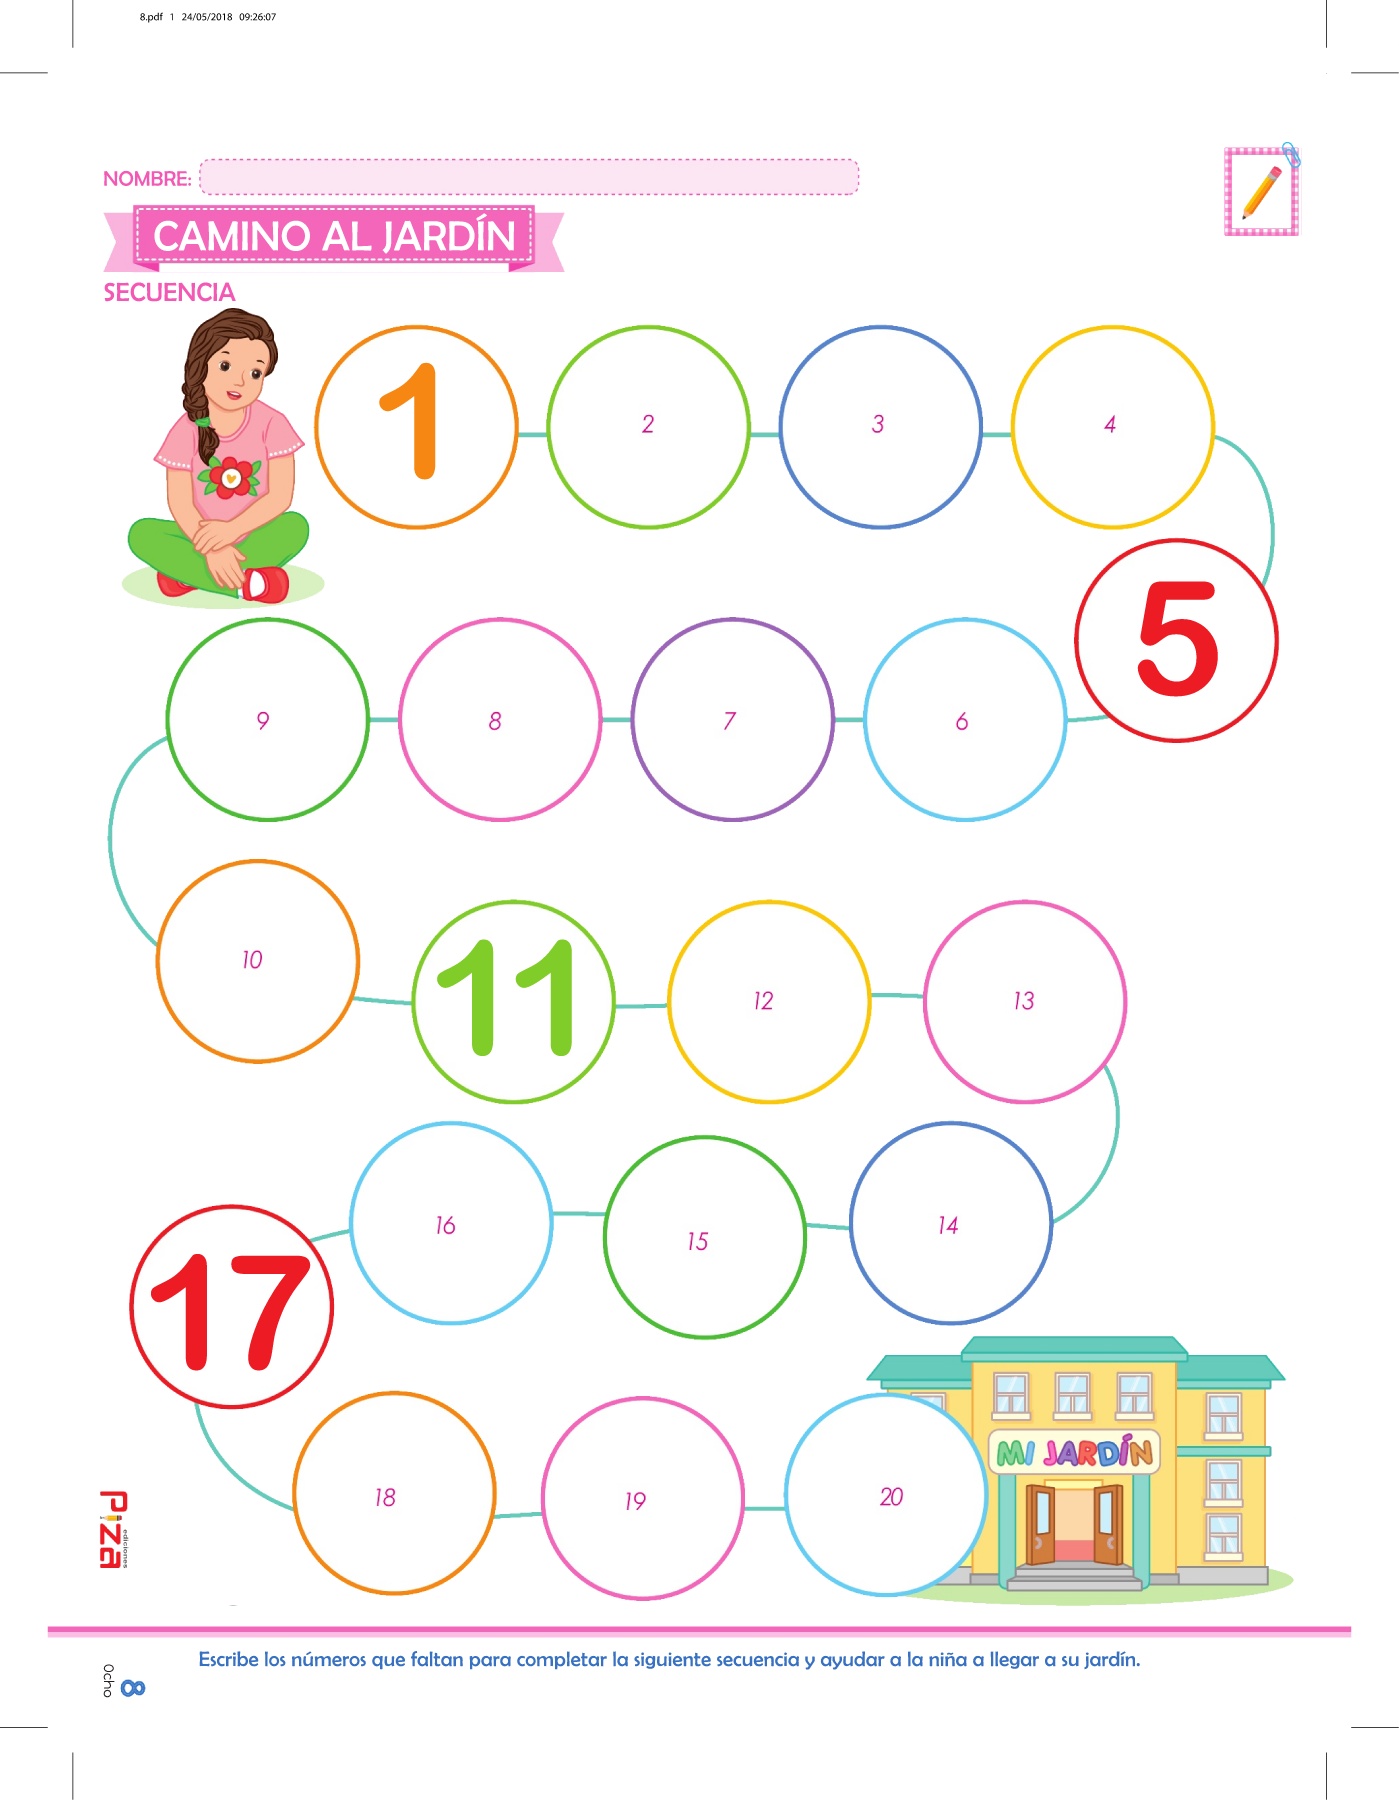 8.pdf 1 24/05/2018 09:26:07
NOMBRE:
CAMINO AL JARDÍN
SECUENCIA
1 2 3 4
5
9 8 7 6
10 11 12 13
16 15 14
17
18 19 20
MI JARDÍN
Piza
ediciones
Escribe los números que faltan para completar la siguiente secuencia y ayudar a la niña a llegar a su jardín.
Ocho
8